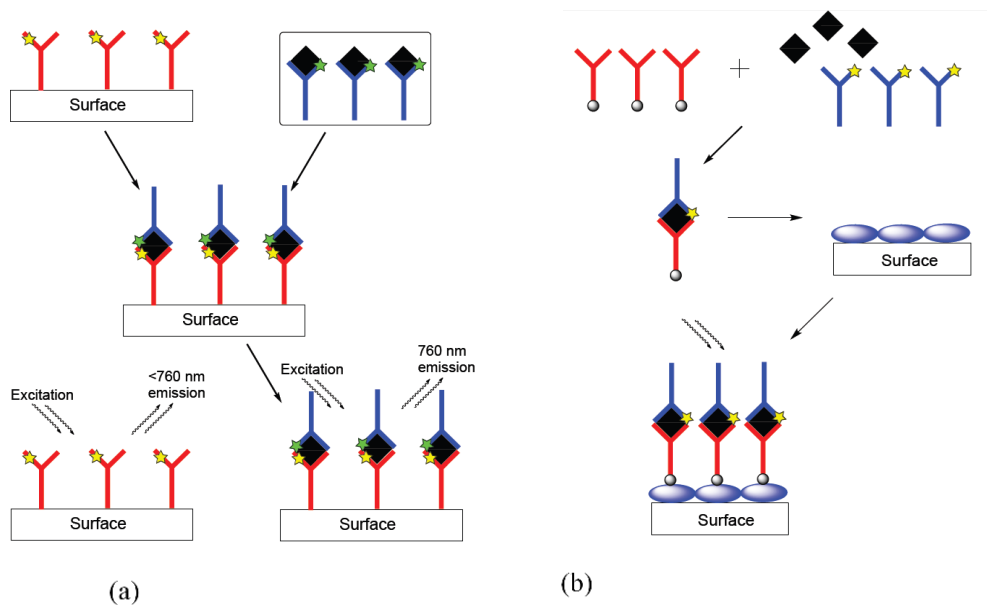 Surface
Surface
Excitation
<760 nm
emission
Surface
Excitation
760 nm
emission
Surface
(a)
+
Surface
Surface
(b)